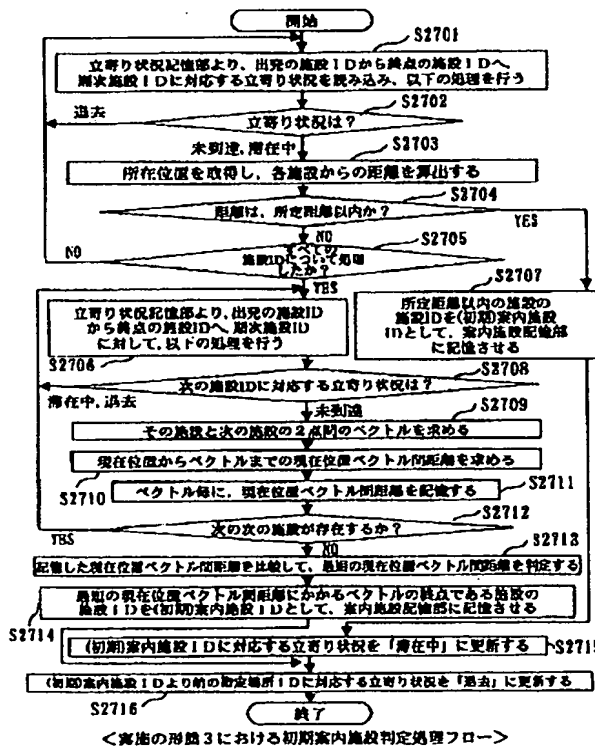 開始
S2701
立寄り状況記憶部より、出発の施設IDから終点の施設IDへ
順次施設IDに対応する立寄り状況を読み込み、以下の処理を行う
S2702
退去
立寄り状況は?
未到達,滞在中
S2703
所在位置を取得し、各施設からの距離を算出する
S2704
距離は、所定距離以内か?
YES
NO
S2705
NO
すべての
施設IDについて処理
したか?
YES
S2707
立寄り状況記憶部より、出発の施設ID
から終点の施設IDへ、順次施設ID
に対して、以下の処理を行う
S2706
所定距離以内の施設の
施設IDを(初期)案内施設
IDとして、案内施設記憶部
に記憶させる
S2708
次の施設IDに対応する立寄り状況は?
滞在中,退去
未到達
S2709
その施設と次の施設の2点間のベクトルを求める
現在位置からベクトルまでの現在位置ベクトル間距離を求める
S2710
S2711
ベクトル毎に、現在位置ベクトル間距離を記憶する
S2712
次の次の施設が存在するか?
YES
NO
S2713
記憶した現在位置ベクトル間距離を比較して、最短の現在位置ベクトル間距離を判定する
最短の現在位置ベクトル間距離にかかるベクトルの終点である施設の
施設IDを(初期)案内施設IDとして、案内施設記憶部に記憶させる
S2714
(初期)案内施設IDに対応する立寄り状況を「滞在中」に更新する
S2715
(初期)案内施設IDより前の指定場所IDに対応する立寄り状況を「退去」に更新する
S2716
終了
<実施の形態3における初期案内施設判定処理フロー>